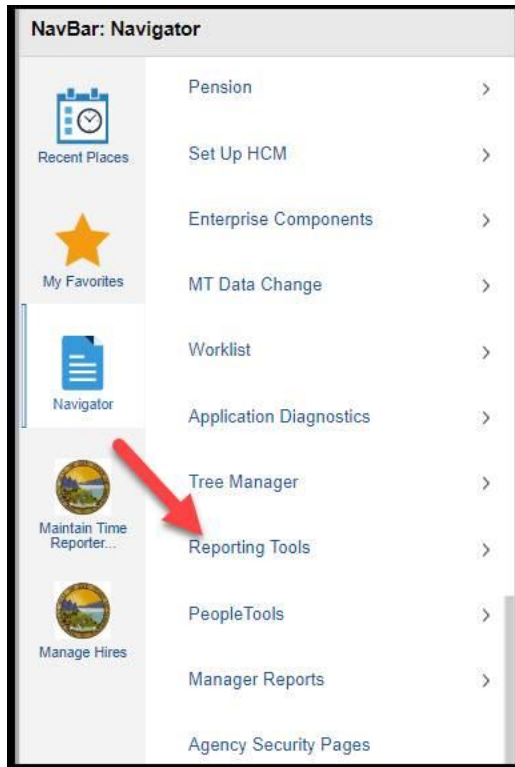 NavBar: Navigator
Recent Places
My Favorites
Navigator
Maintain Time
Reporter...
Manage Hires
Pension
Set Up HCM
Enterprise Components
MT Data Change
Worklist
Application Diagnostics
Tree Manager
Reporting Tools
PeopleTools
Manager Reports
Agency Security Pages